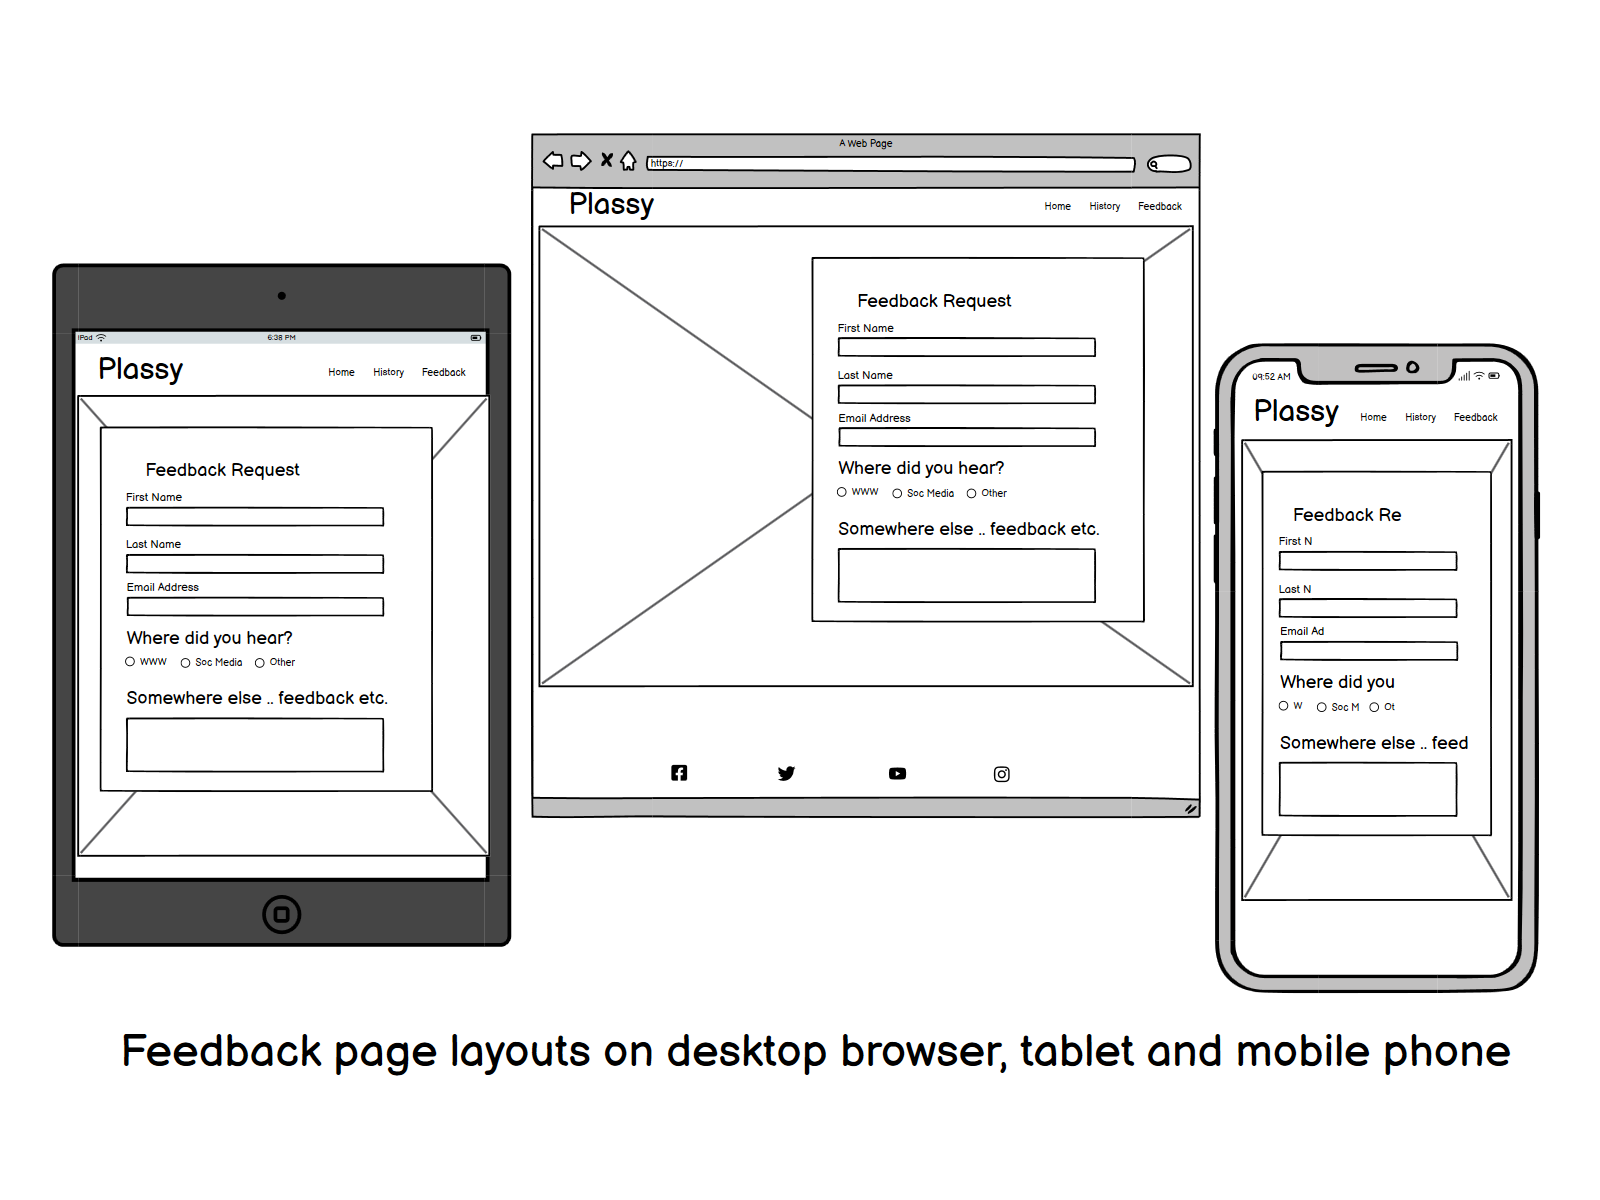 iPad 6:38 PM
Plassy
Home History Feedback
Feedback Request
First Name
Last Name
Email Address
Where did you hear?
WWW Soc Media Other
Somewhere else .. feedback etc.
A Web Page
https://
Plassy
Home History Feedback
Feedback Request
First Name
Last Name
Email Address
Where did you hear?
WWW Soc Media Other
Somewhere else .. feedback etc.
09:52 AM
Plassy
Home History Feedback
Feedback Re
First N
Last N
Email Ad
Where did you
W Soc M Ot
Somewhere else .. feed
Feedback page layouts on desktop browser, tablet and mobile phone